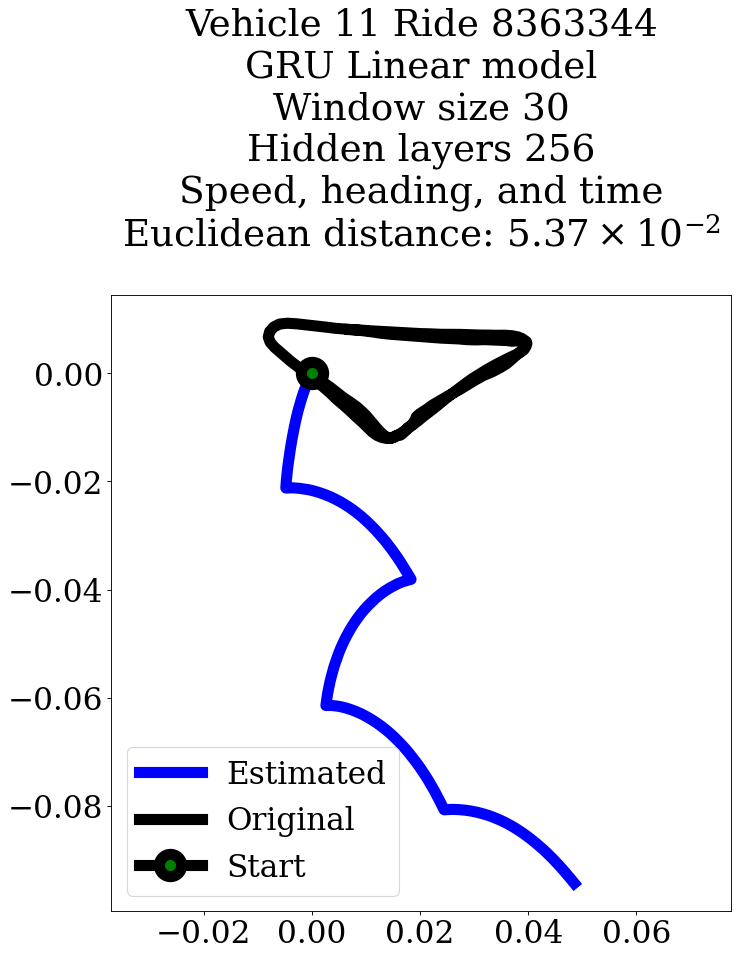 Vehicle 11 Ride 8363344
GRU Linear model
Window size 30
Hidden layers 256
Speed, heading, and time
Euclidean distance: 5.37 × 10⁻²
0.00
−0.02
−0.04
−0.06
−0.08
Estimated
Original
Start
−0.02 0.00 0.02 0.04 0.06